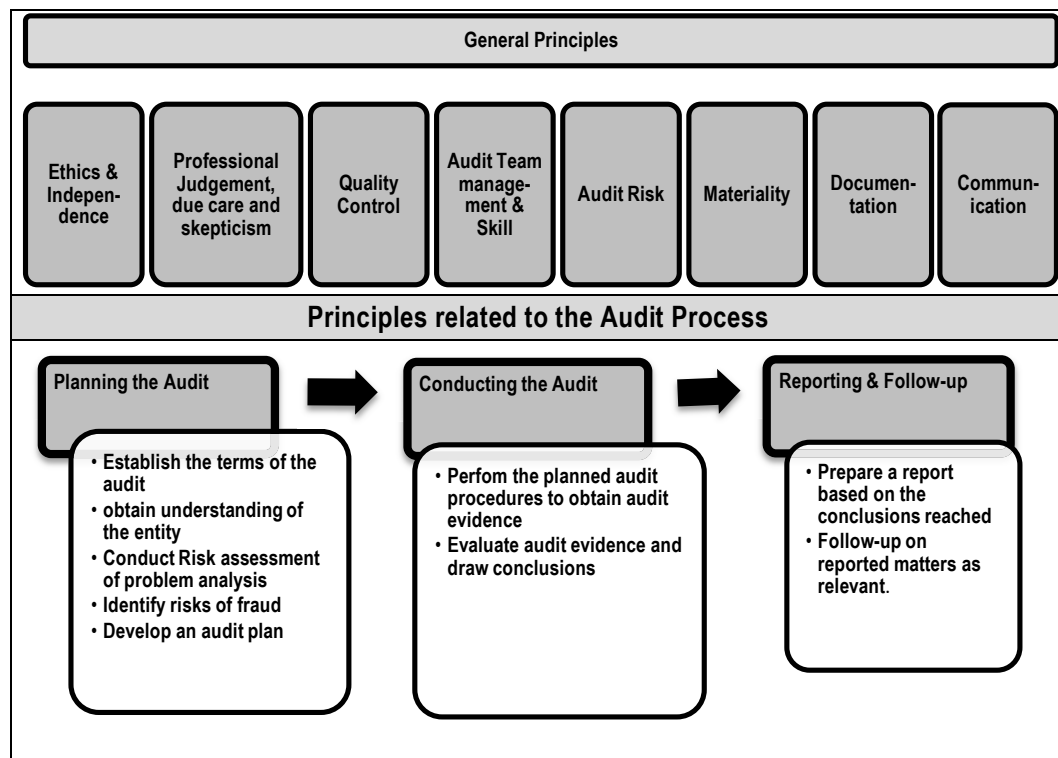 General Principles
Ethics &
Indepen-
dence
Professional
Judgement,
due care and
skepticism
Quality
Control
Audit Team
manage-
ment &
Skill
Audit Risk
Materiality
Documen-
tation
Commun-
ication
Principles related to the Audit Process
Planning the Audit
• Establish the terms of the
audit
• obtain understanding of
the entity
• Conduct Risk assessment
of problem analysis
• Identify risks of fraud
• Develop an audit plan
Conducting the Audit
• Perfom the planned audit
procedures to obtain audit
evidence
• Evaluate audit evidence and
draw conclusions
Reporting & Follow-up
• Prepare a report
based on the
conclusions reached
• Follow-up on
reported matters as
relevant.